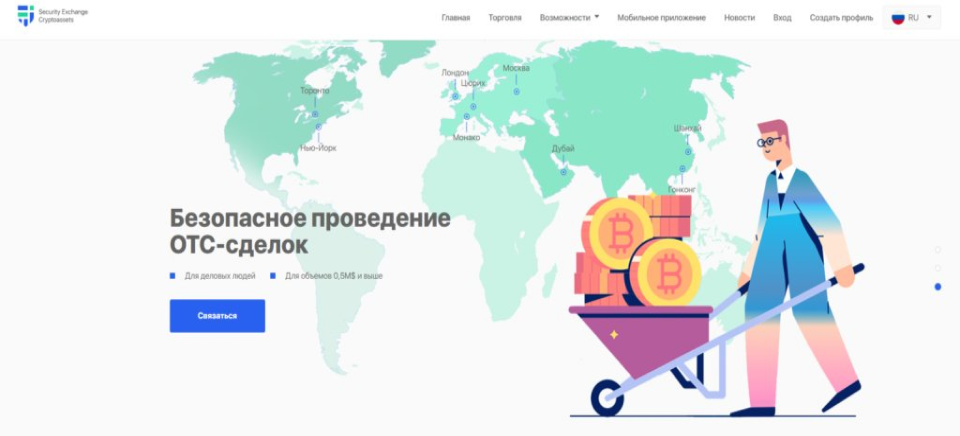 Security Exchange
Cryptoassets
Главная Торговля Возможности Мобильное приложение Новости Вход Создать профиль RU
Лондон
Москва
Цюрих
Торонто
Нью-Йорк
Монако
Шанхай
Дубай
Гонконг
Безопасное проведение
ОТС-сделок
Для деловых людей Для объемов 0,5М$ и выше
Связаться